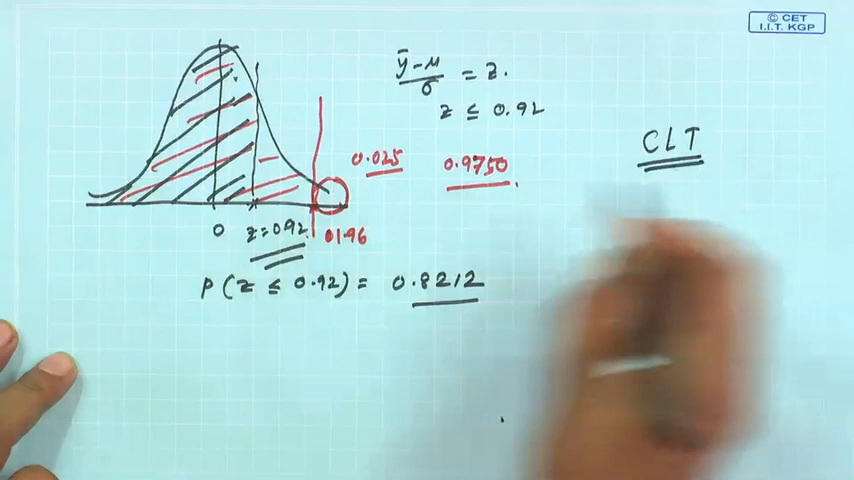 © CET
I.I.T. KGP
ȳ-μ/σ = z.
z ≤ 0.92
CLT
0.025 0.9750
0 z=0.92 1.96
P(z ≤ 0.92) = 0.8212